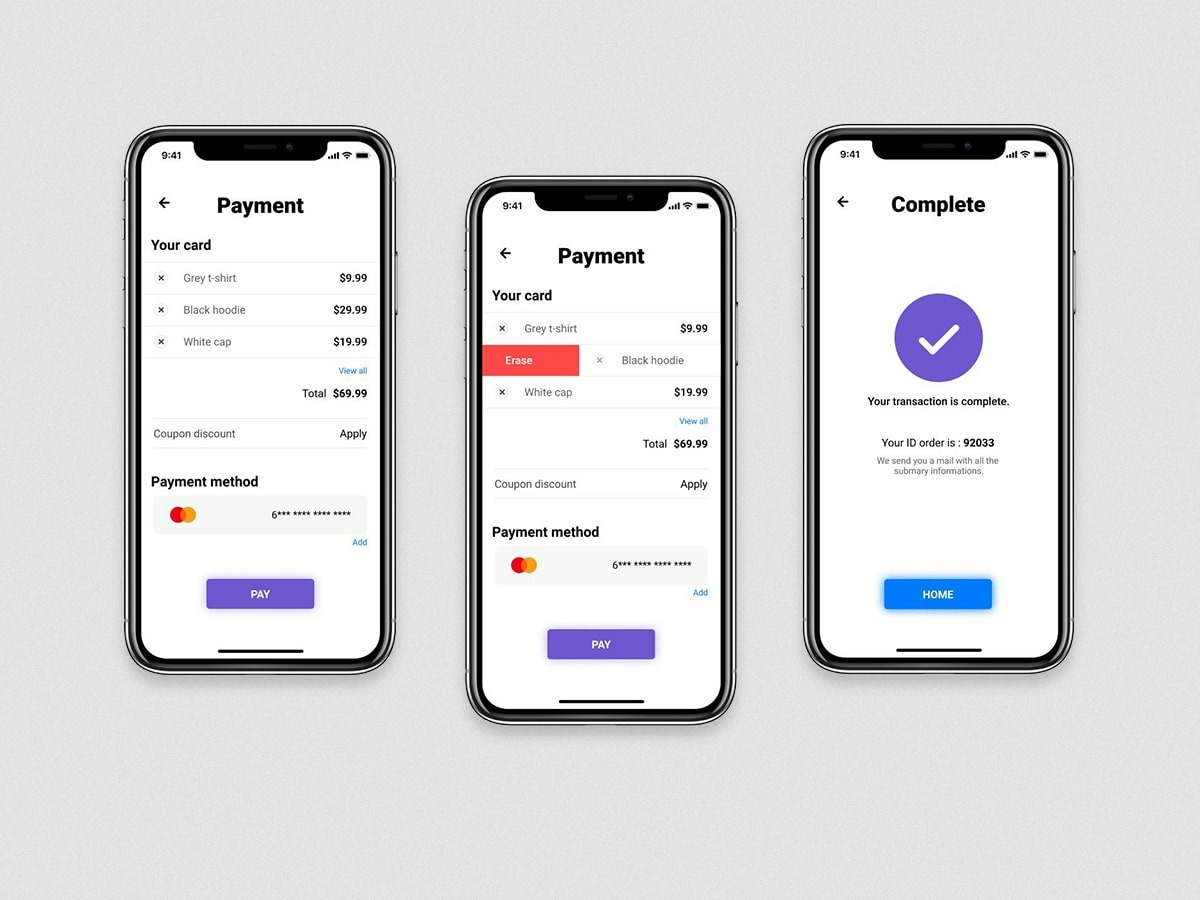 9:41
Payment
Your card
× Grey t-shirt $9.99
× Black hoodie $29.99
× White cap $19.99
View all
Total $69.99
Coupon discount Apply
Payment method
6*** **** **** ****
Add
PAY
9:41
Payment
Your card
× Grey t-shirt $9.99
Erase × Black hoodie
× White cap $19.99
View all
Total $69.99
Coupon discount Apply
Payment method
6*** **** **** ****
Add
PAY
9:41
Complete
Your transaction is complete.
Your ID order is : 92033
We send you a mail with all the
submary informations.
HOME